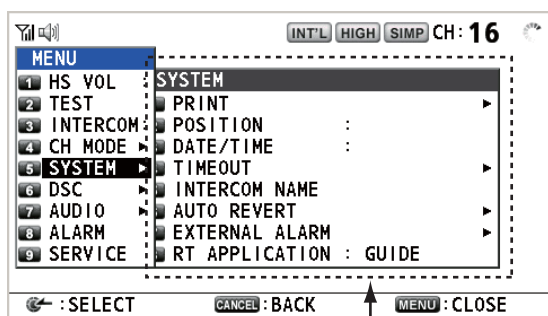 INT'L HIGH SIMP CH: 16
MENU
1 HS VOL :
2 TEST
3 INTERCOM:
4 CH MODE
5 SYSTEM
6 DSC
7 AUDIO
8 ALARM
9 SERVICE
SYSTEM
PRINT
POSITION :
DATE/TIME :
TIMEOUT
INTERCOM NAME
AUTO REVERT
EXTERNAL ALARM
RT APPLICATION : GUIDE
:SELECT
CANCEL :BACK
MENU :CLOSE